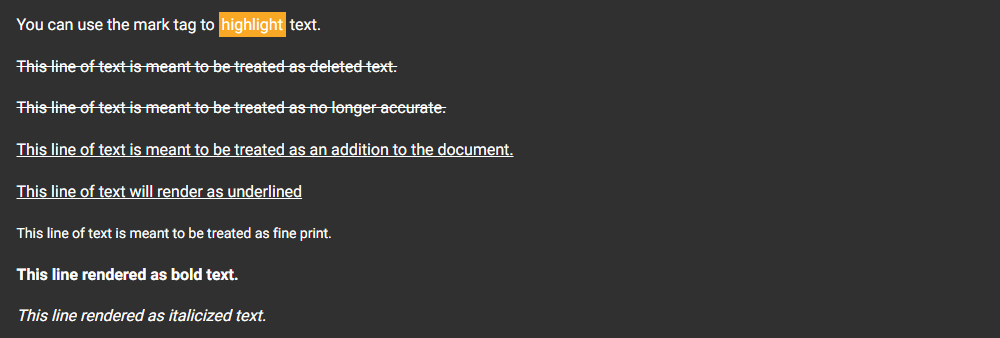 You can use the mark tag to highlight text.
This line of text is meant to be treated as deleted text.
This line of text is meant to be treated as no longer accurate.
This line of text is meant to be treated as an addition to the document.
This line of text will render as underlined
This line of text is meant to be treated as fine print.
This line rendered as bold text.
This line rendered as italicized text.